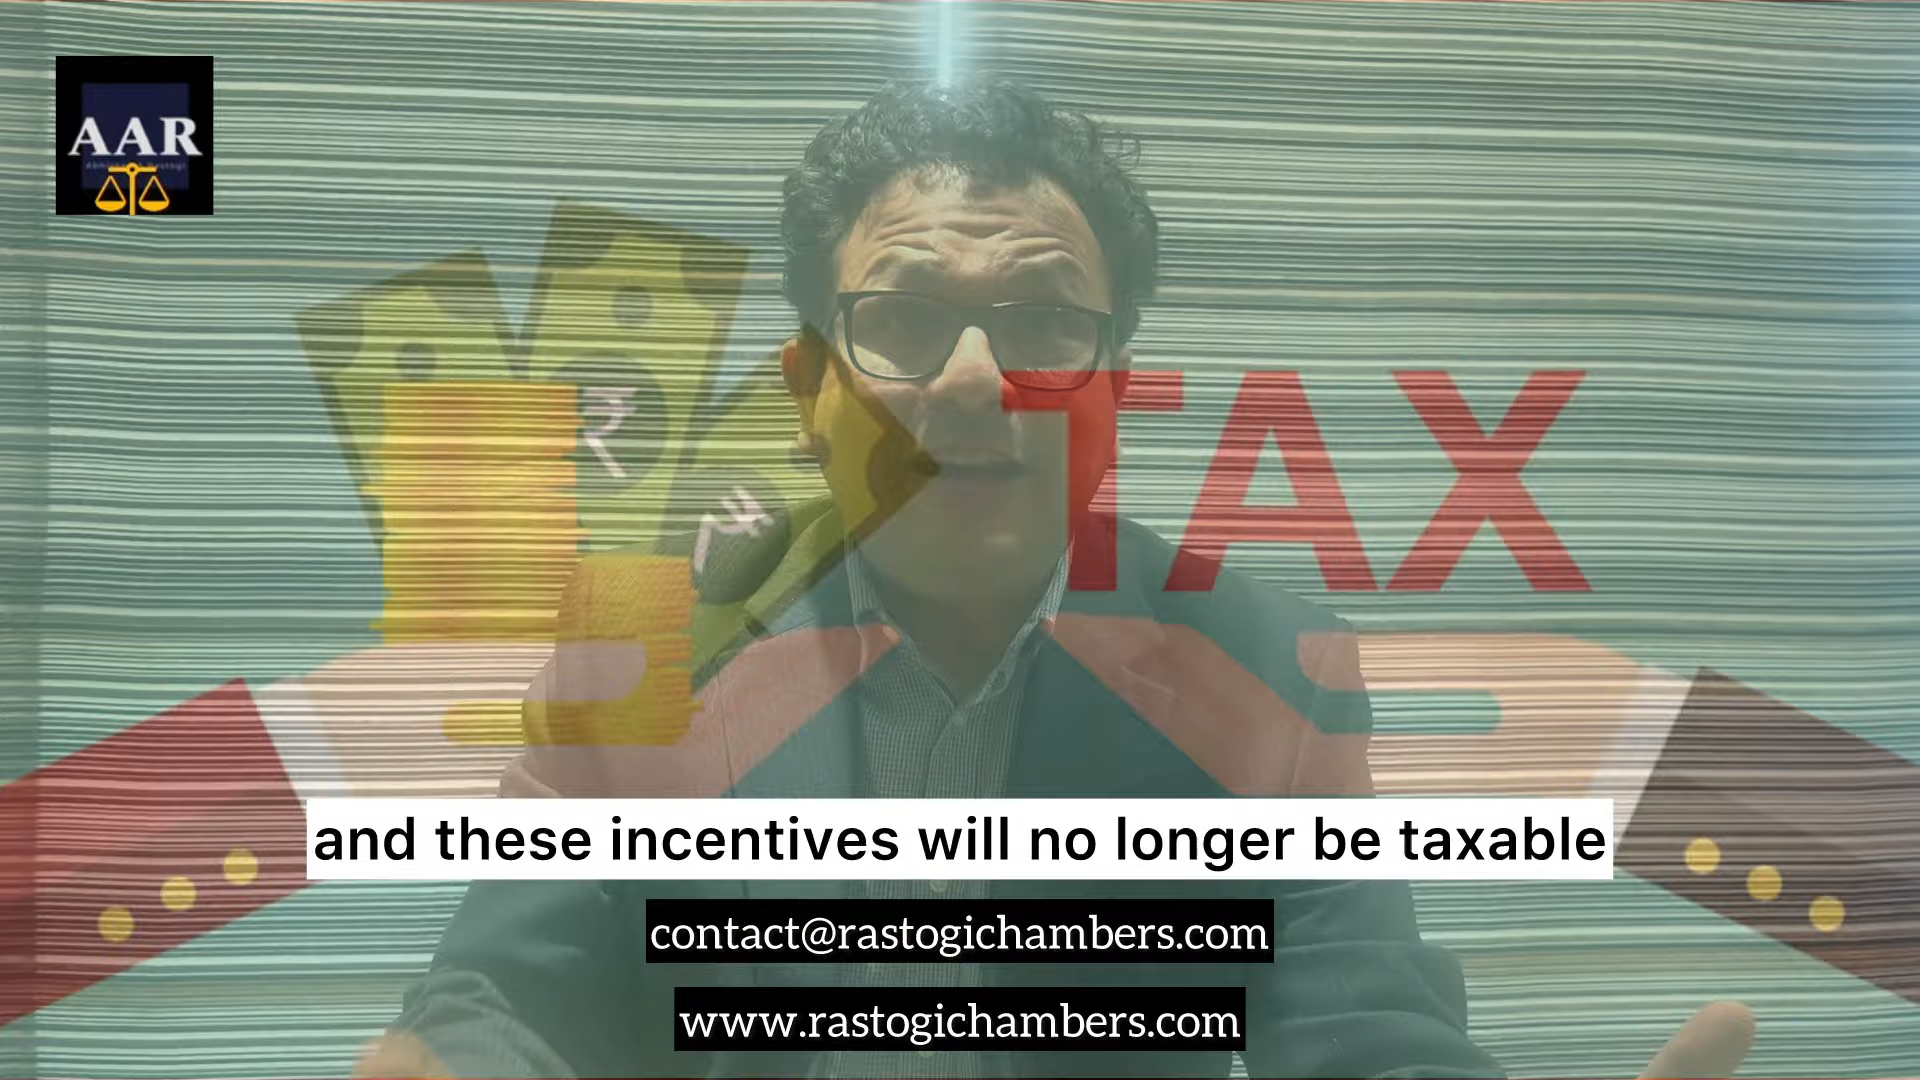 AAR
₹
₹
TAX
and these incentives will no longer be taxable
contact@rastogichambers.com
www.rastogichambers.com